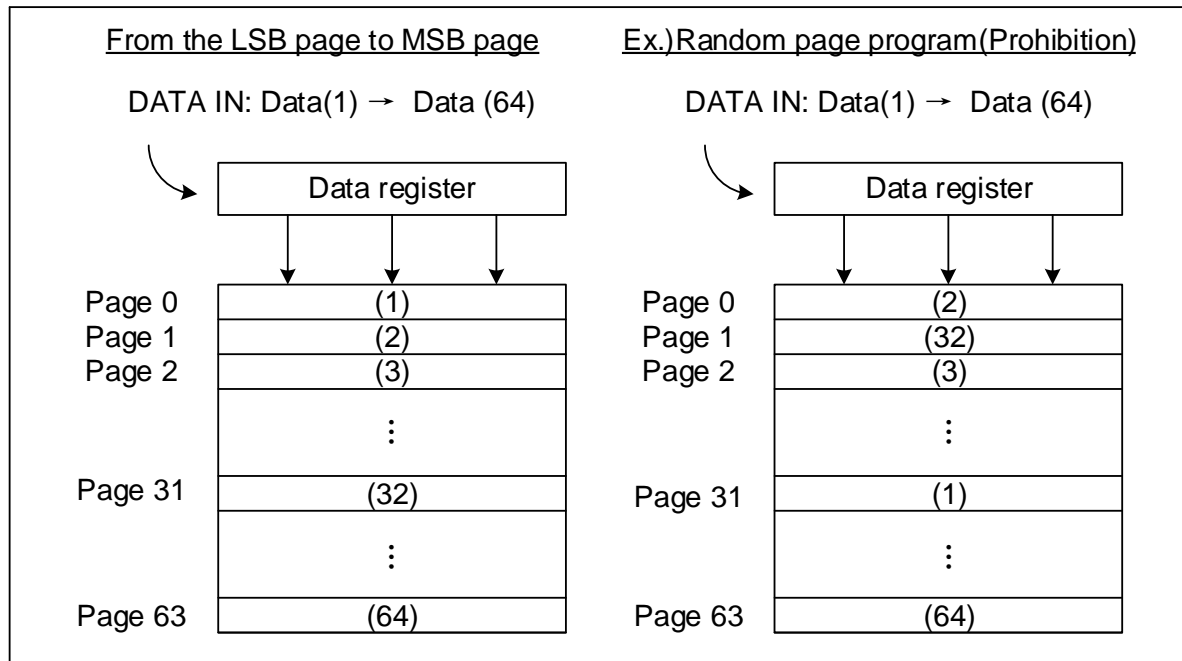 From the LSB page to MSB page
DATA IN: Data(1) → Data (64)
Data register
Page 0 (1)
Page 1 (2)
Page 2 (3)
⋮
Page 31 (32)
⋮
Page 63 (64)
Ex.)Random page program(Prohibition)
DATA IN: Data(1) → Data (64)
Data register
Page 0 (2)
Page 1 (32)
Page 2 (3)
⋮
Page 31 (1)
⋮
Page 63 (64)